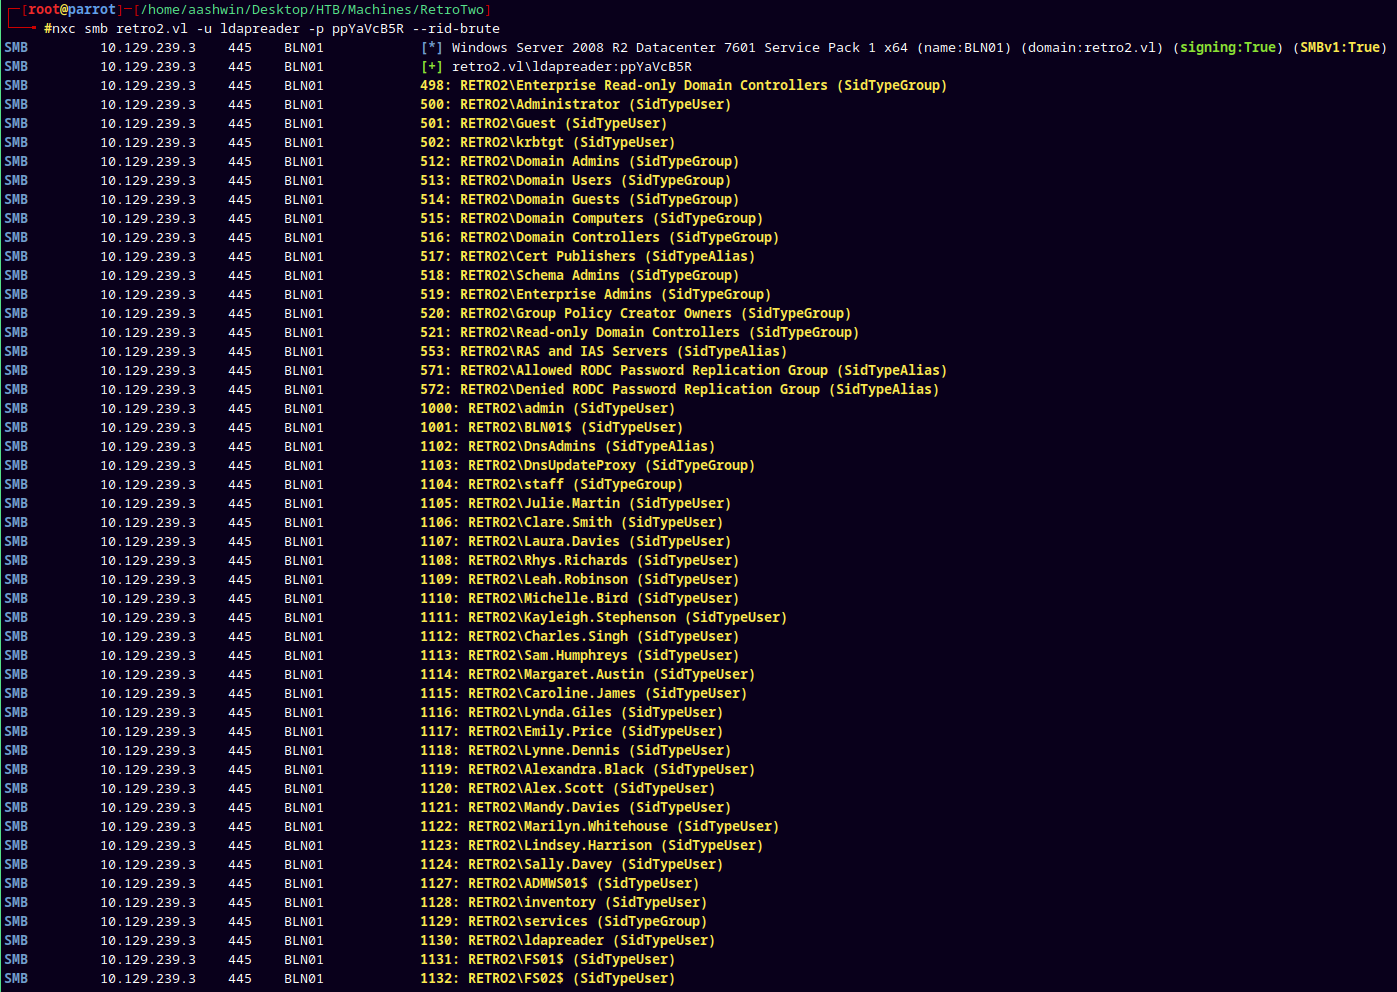 [root@parrot]-[/home/aashwin/Desktop/HTB/Machines/RetroTwo]
#nxc smb retro2.vl -u ldapreader -p ppYaVcB5R --rid-brute
SMB 10.129.239.3 445 BLN01 [*] Windows Server 2008 R2 Datacenter 7601 Service Pack 1 x64 (name:BLN01) (domain:retro2.vl) (signing:True) (SMBv1:True)
SMB 10.129.239.3 445 BLN01 [+] retro2.vl\ldapreader:ppYaVcB5R
SMB 10.129.239.3 445 BLN01 498: RETRO2\Enterprise Read-only Domain Controllers (SidTypeGroup)
SMB 10.129.239.3 445 BLN01 500: RETRO2\Administrator (SidTypeUser)
SMB 10.129.239.3 445 BLN01 501: RETRO2\Guest (SidTypeUser)
SMB 10.129.239.3 445 BLN01 502: RETRO2\krbtgt (SidTypeUser)
SMB 10.129.239.3 445 BLN01 512: RETRO2\Domain Admins (SidTypeGroup)
SMB 10.129.239.3 445 BLN01 513: RETRO2\Domain Users (SidTypeGroup)
SMB 10.129.239.3 445 BLN01 514: RETRO2\Domain Guests (SidTypeGroup)
SMB 10.129.239.3 445 BLN01 515: RETRO2\Domain Computers (SidTypeGroup)
SMB 10.129.239.3 445 BLN01 516: RETRO2\Domain Controllers (SidTypeGroup)
SMB 10.129.239.3 445 BLN01 517: RETRO2\Cert Publishers (SidTypeAlias)
SMB 10.129.239.3 445 BLN01 518: RETRO2\Schema Admins (SidTypeGroup)
SMB 10.129.239.3 445 BLN01 519: RETRO2\Enterprise Admins (SidTypeGroup)
SMB 10.129.239.3 445 BLN01 520: RETRO2\Group Policy Creator Owners (SidTypeGroup)
SMB 10.129.239.3 445 BLN01 521: RETRO2\Read-only Domain Controllers (SidTypeGroup)
SMB 10.129.239.3 445 BLN01 553: RETRO2\RAS and IAS Servers (SidTypeAlias)
SMB 10.129.239.3 445 BLN01 571: RETRO2\Allowed RODC Password Replication Group (SidTypeAlias)
SMB 10.129.239.3 445 BLN01 572: RETRO2\Denied RODC Password Replication Group (SidTypeAlias)
SMB 10.129.239.3 445 BLN01 1000: RETRO2\admin (SidTypeUser)
SMB 10.129.239.3 445 BLN01 1001: RETRO2\BLN01$ (SidTypeUser)
SMB 10.129.239.3 445 BLN01 1102: RETRO2\DnsAdmins (SidTypeAlias)
SMB 10.129.239.3 445 BLN01 1103: RETRO2\DnsUpdateProxy (SidTypeGroup)
SMB 10.129.239.3 445 BLN01 1104: RETRO2\staff (SidTypeGroup)
SMB 10.129.239.3 445 BLN01 1105: RETRO2\Julie.Martin (SidTypeUser)
SMB 10.129.239.3 445 BLN01 1106: RETRO2\Clare.Smith (SidTypeUser)
SMB 10.129.239.3 445 BLN01 1107: RETRO2\Laura.Davies (SidTypeUser)
SMB 10.129.239.3 445 BLN01 1108: RETRO2\Rhys.Richards (SidTypeUser)
SMB 10.129.239.3 445 BLN01 1109: RETRO2\Leah.Robinson (SidTypeUser)
SMB 10.129.239.3 445 BLN01 1110: RETRO2\Michelle.Bird (SidTypeUser)
SMB 10.129.239.3 445 BLN01 1111: RETRO2\Kayleigh.Stephenson (SidTypeUser)
SMB 10.129.239.3 445 BLN01 1112: RETRO2\Charles.Singh (SidTypeUser)
SMB 10.129.239.3 445 BLN01 1113: RETRO2\Sam.Humphreys (SidTypeUser)
SMB 10.129.239.3 445 BLN01 1114: RETRO2\Margaret.Austin (SidTypeUser)
SMB 10.129.239.3 445 BLN01 1115: RETRO2\Caroline.James (SidTypeUser)
SMB 10.129.239.3 445 BLN01 1116: RETRO2\Lynda.Giles (SidTypeUser)
SMB 10.129.239.3 445 BLN01 1117: RETRO2\Emily.Price (SidTypeUser)
SMB 10.129.239.3 445 BLN01 1118: RETRO2\Lynne.Dennis (SidTypeUser)
SMB 10.129.239.3 445 BLN01 1119: RETRO2\Alexandra.Black (SidTypeUser)
SMB 10.129.239.3 445 BLN01 1120: RETRO2\Alex.Scott (SidTypeUser)
SMB 10.129.239.3 445 BLN01 1121: RETRO2\Mandy.Davies (SidTypeUser)
SMB 10.129.239.3 445 BLN01 1122: RETRO2\Marilyn.Whitehouse (SidTypeUser)
SMB 10.129.239.3 445 BLN01 1123: RETRO2\Lindsey.Harrison (SidTypeUser)
SMB 10.129.239.3 445 BLN01 1124: RETRO2\Sally.Davey (SidTypeUser)
SMB 10.129.239.3 445 BLN01 1127: RETRO2\ADMWS01$ (SidTypeUser)
SMB 10.129.239.3 445 BLN01 1128: RETRO2\inventory (SidTypeUser)
SMB 10.129.239.3 445 BLN01 1129: RETRO2\services (SidTypeGroup)
SMB 10.129.239.3 445 BLN01 1130: RETRO2\ldapreader (SidTypeUser)
SMB 10.129.239.3 445 BLN01 1131: RETRO2\FS01$ (SidTypeUser)
SMB 10.129.239.3 445 BLN01 1132: RETRO2\FS02$ (SidTypeUser)